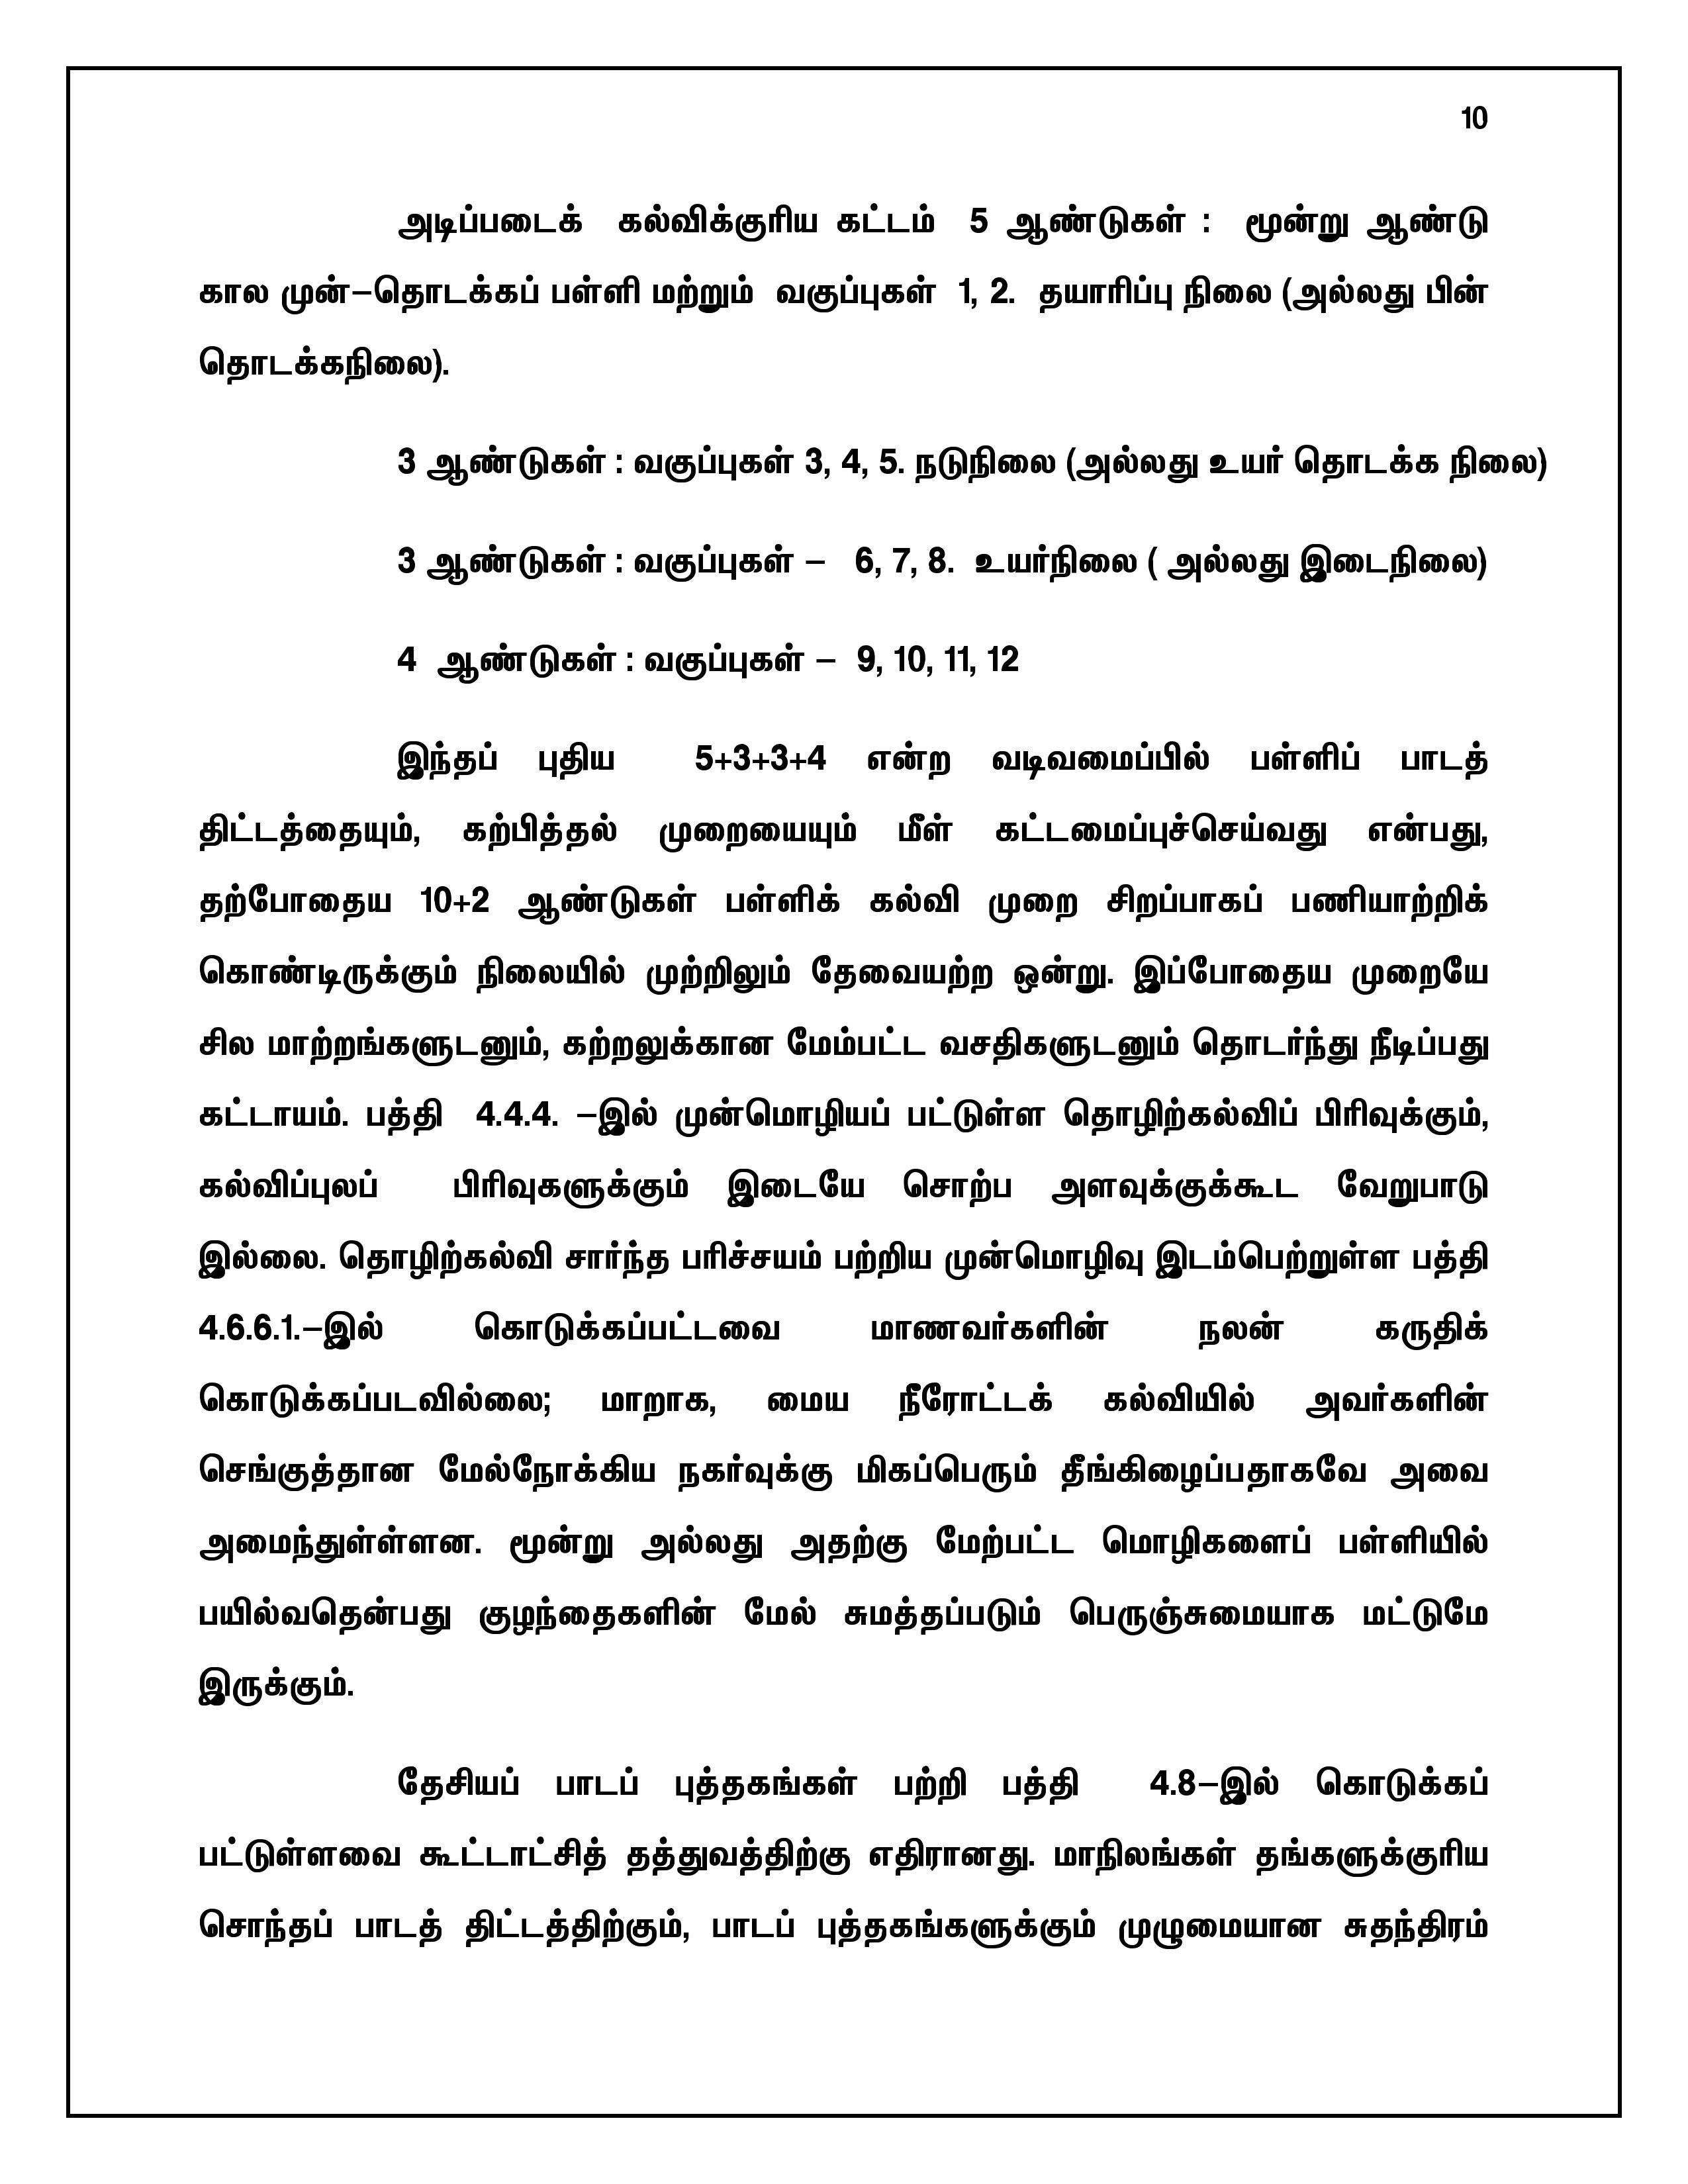 10
அடிப்படைக் கல்விக்குரிய கட்டம் 5 ஆண்டுகள் : மூன்று ஆண்டு
கால முன்–தொடக்கப் பள்ளி மற்றும் வகுப்புகள் 1, 2. தயாரிப்பு நிலை (அல்லது பின்
தொடக்கநிலை).
3 ஆண்டுகள் : வகுப்புகள் 3, 4, 5. நடுநிலை (அல்லது உயர் தொடக்க நிலை)
3 ஆண்டுகள் : வகுப்புகள் – 6, 7, 8. உயர்நிலை ( அல்லது இடைநிலை)
4 ஆண்டுகள் : வகுப்புகள் – 9, 10, 11, 12
இந்தப் புதிய 5+3+3+4 என்ற வடிவமைப்பில் பள்ளிப் பாடத்
திட்டத்தையும், கற்பித்தல் முறையையும் மீள் கட்டமைப்புச்செய்வது என்பது,
தற்போதைய 10+2 ஆண்டுகள் பள்ளிக் கல்வி முறை சிறப்பாகப் பணியாற்றிக்
கொண்டிருக்கும் நிலையில் முற்றிலும் தேவையற்ற ஒன்று. இப்போதைய முறையே
சில மாற்றங்களுடனும், கற்றலுக்கான மேம்பட்ட வசதிகளுடனும் தொடர்ந்து நீடிப்பது
கட்டாயம். பத்தி 4.4.4. –இல் முன்மொழியப் பட்டுள்ள தொழிற்கல்விப் பிரிவுக்கும்,
கல்விப்புலப் பிரிவுகளுக்கும் இடையே சொற்ப அளவுக்குக்கூட வேறுபாடு
இல்லை. தொழிற்கல்வி சார்ந்த பரிச்சயம் பற்றிய முன்மொழிவு இடம்பெற்றுள்ள பத்தி
4.6.6.1.–இல் கொடுக்கப்பட்டவை மாணவர்களின் நலன் கருதிக்
கொடுக்கப்படவில்லை; மாறாக, மைய நீரோட்டக் கல்வியில் அவர்களின்
செங்குத்தான மேல்நோக்கிய நகர்வுக்கு மிகப்பெரும் தீங்கிழைப்பதாகவே அவை
அமைந்துள்ள்ளன. மூன்று அல்லது அதற்கு மேற்பட்ட மொழிகளைப் பள்ளியில்
பயில்வதென்பது குழந்தைகளின் மேல் சுமத்தப்படும் பெருஞ்சுமையாக மட்டுமே
இருக்கும்.
தேசியப் பாடப் புத்தகங்கள் பற்றி பத்தி 4.8–இல் கொடுக்கப்
பட்டுள்ளவை கூட்டாட்சித் தத்துவத்திற்கு எதிரானது. மாநிலங்கள் தங்களுக்குரிய
சொந்தப் பாடத் திட்டத்திற்கும், பாடப் புத்தகங்களுக்கும் முழுமையான சுதந்திரம்